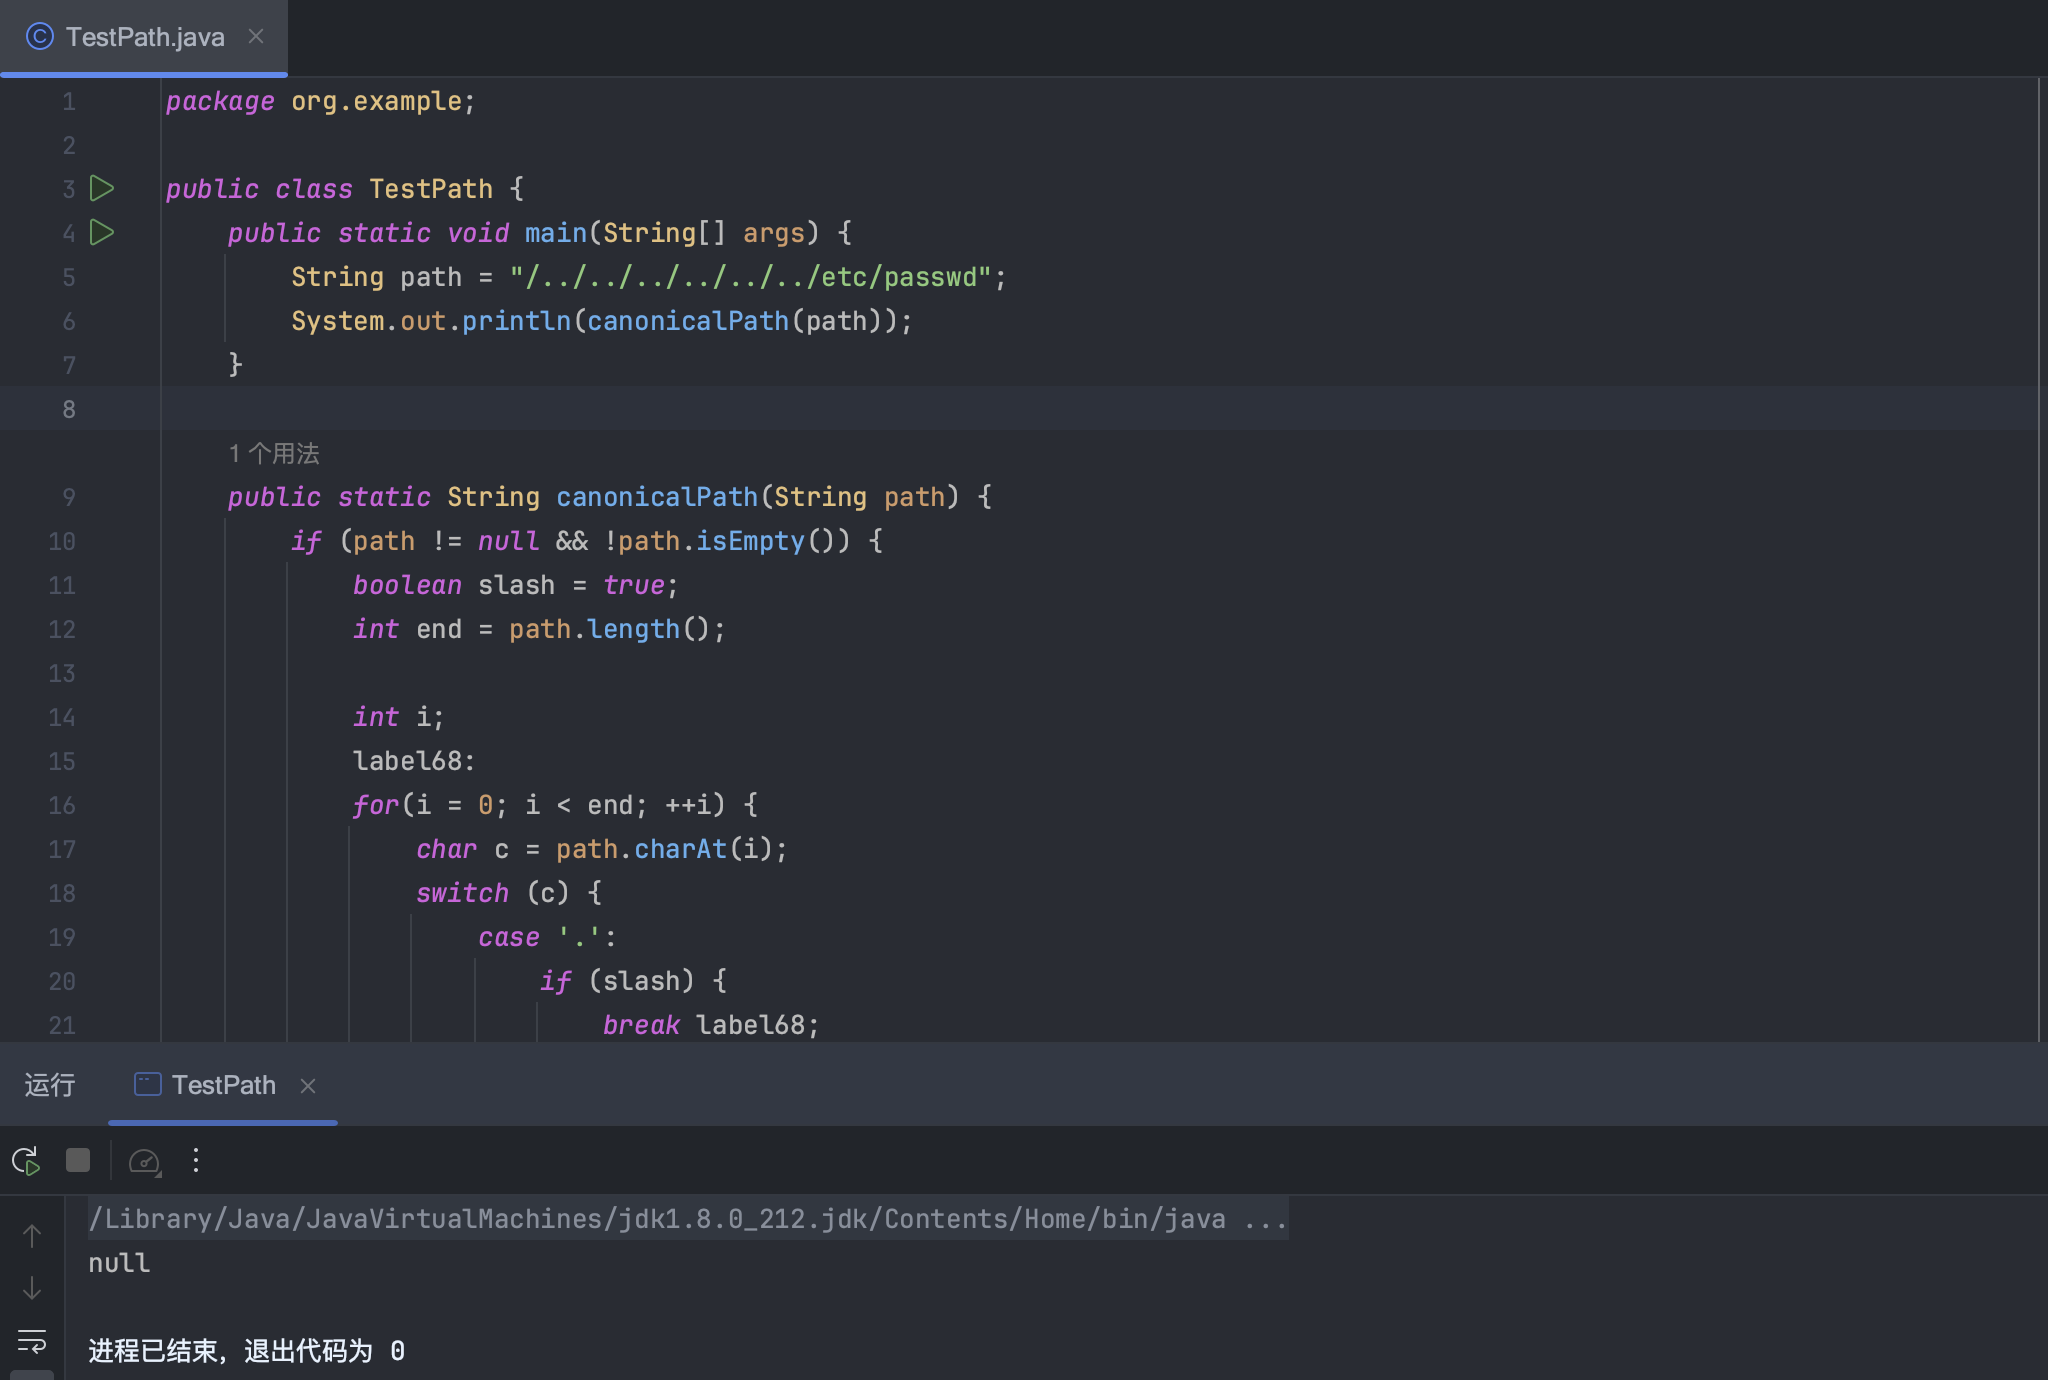 TestPath.java
1 package org.example;
2
3 public class TestPath {
4 public static void main(String[] args) {
5 String path = "/../../../../../../etc/passwd";
6 System.out.println(canonicalPath(path));
7 }
8
1 个用法
9 public static String canonicalPath(String path) {
10 if (path != null && !path.isEmpty()) {
11 boolean slash = true;
12 int end = path.length();
13
14 int i;
15 label68:
16 for(i = 0; i < end; ++i) {
17 char c = path.charAt(i);
18 switch (c) {
19 case '.':
20 if (slash) {
21 break label68;
运行 TestPath
/Library/Java/JavaVirtualMachines/jdk1.8.0_212.jdk/Contents/Home/bin/java ...
null
进程已结束，退出代码为 0